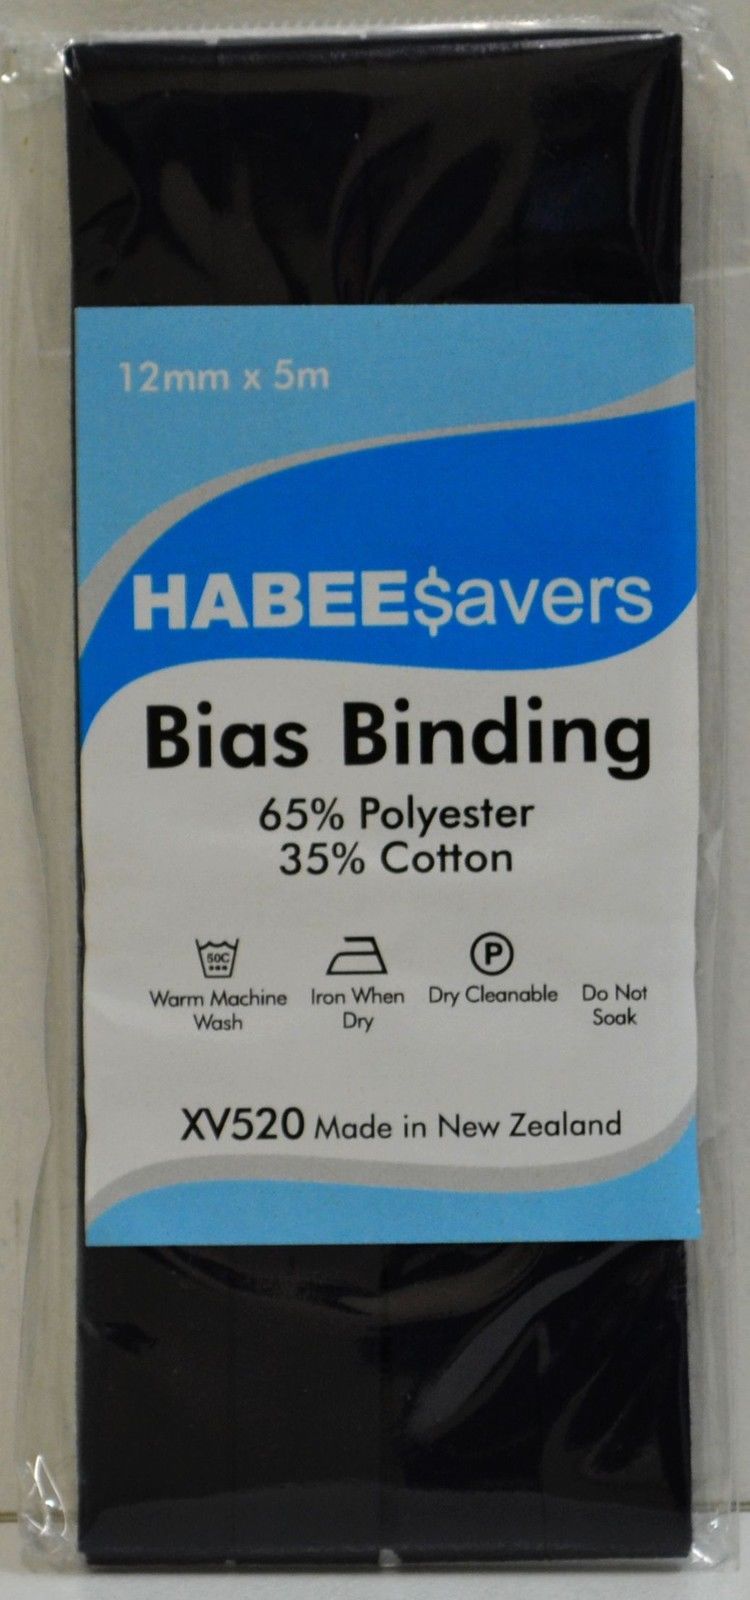 12mm x 5m
HABEE$avers
Bias Binding
65% Polyester
35% Cotton
50C
P
Warm Machine Wash
Iron When Dry
Dry Cleanable
Do Not Soak
XV520 Made in New Zealand